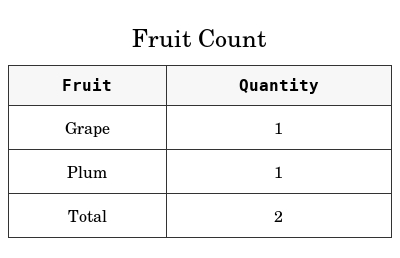 Fruit Count
Fruit Quantity
Grape 1
Plum 1
Total 2